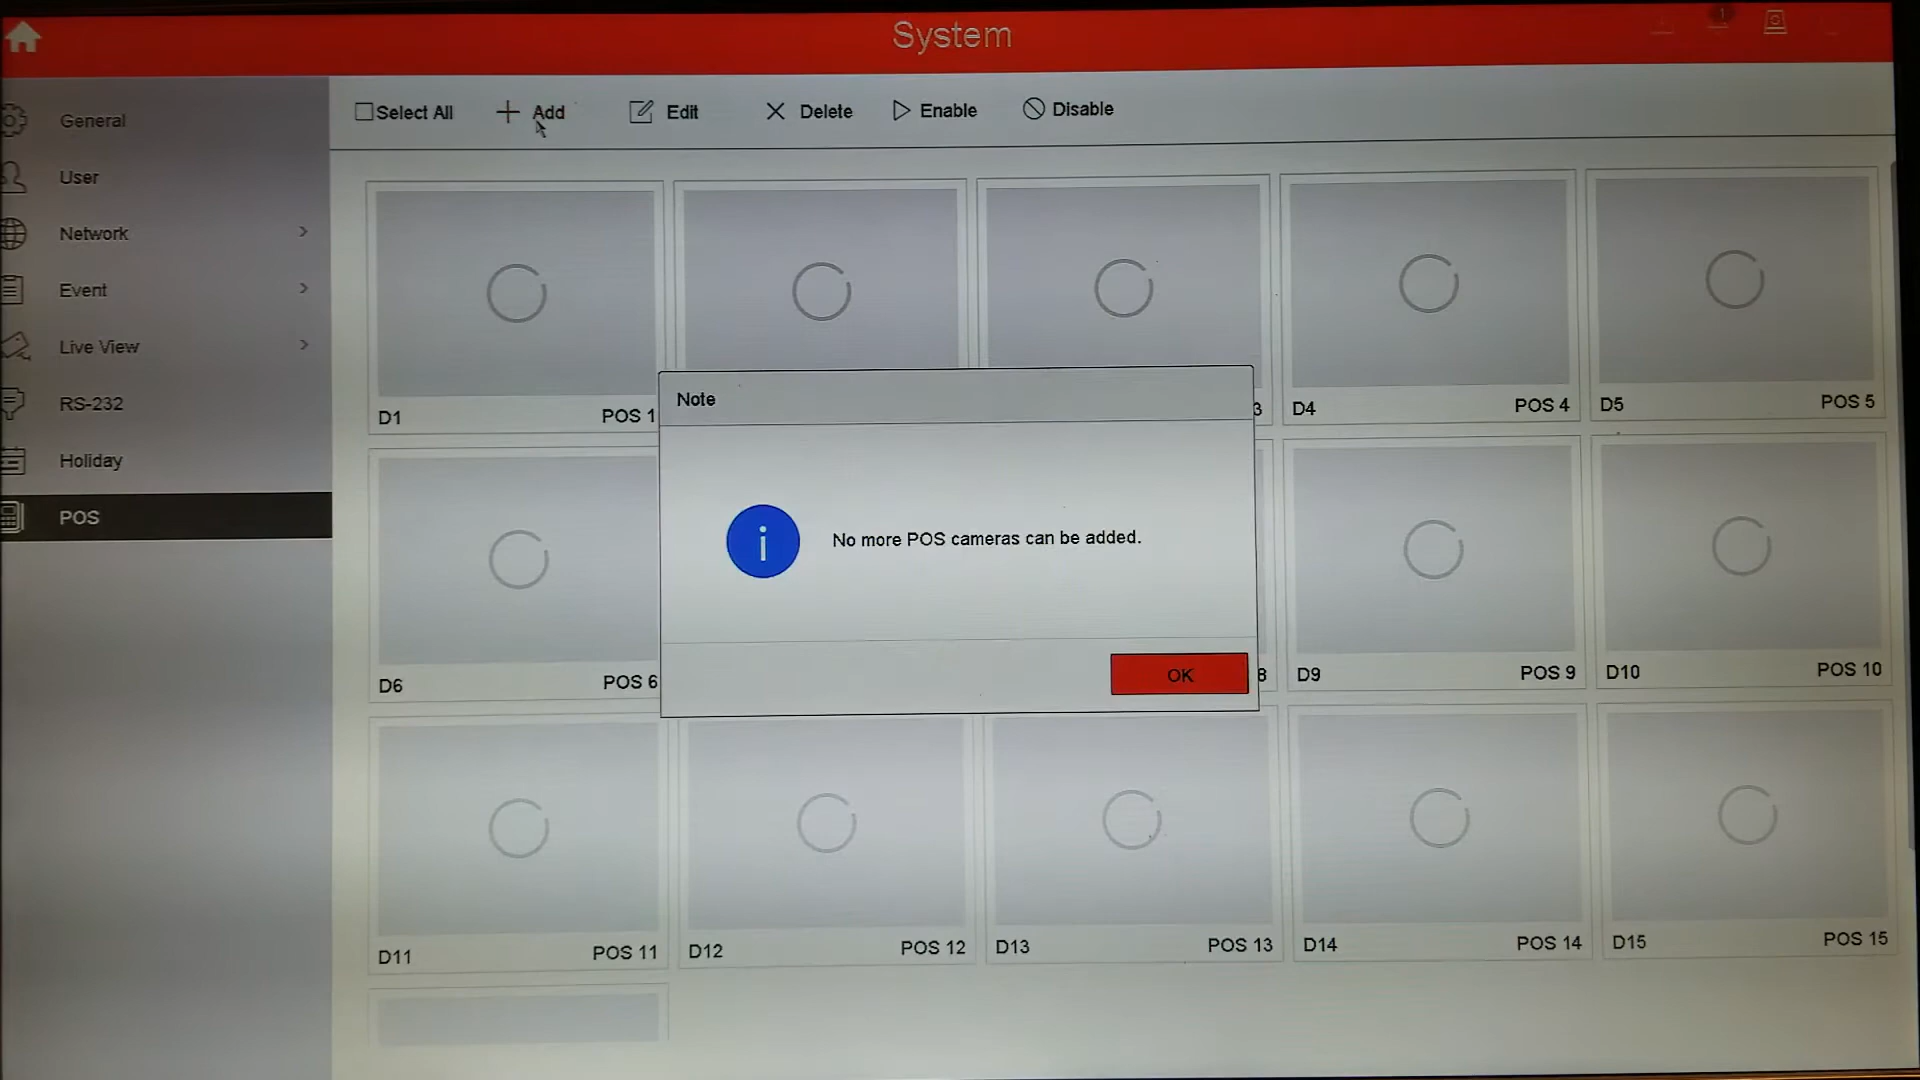 System
1
Select All
Add
Edit
Delete
Enable
Disable
General
User
Network
Event
Live View
RS-232
Holiday
POS
D1 POS 1
3
D4 POS 4
D5 POS 5
Note
No more POS cameras can be added.
OK
D6 POS 6
8
D9 POS 9
D10 POS 10
D11 POS 11
D12 POS 12
D13 POS 13
D14 POS 14
D15 POS 15